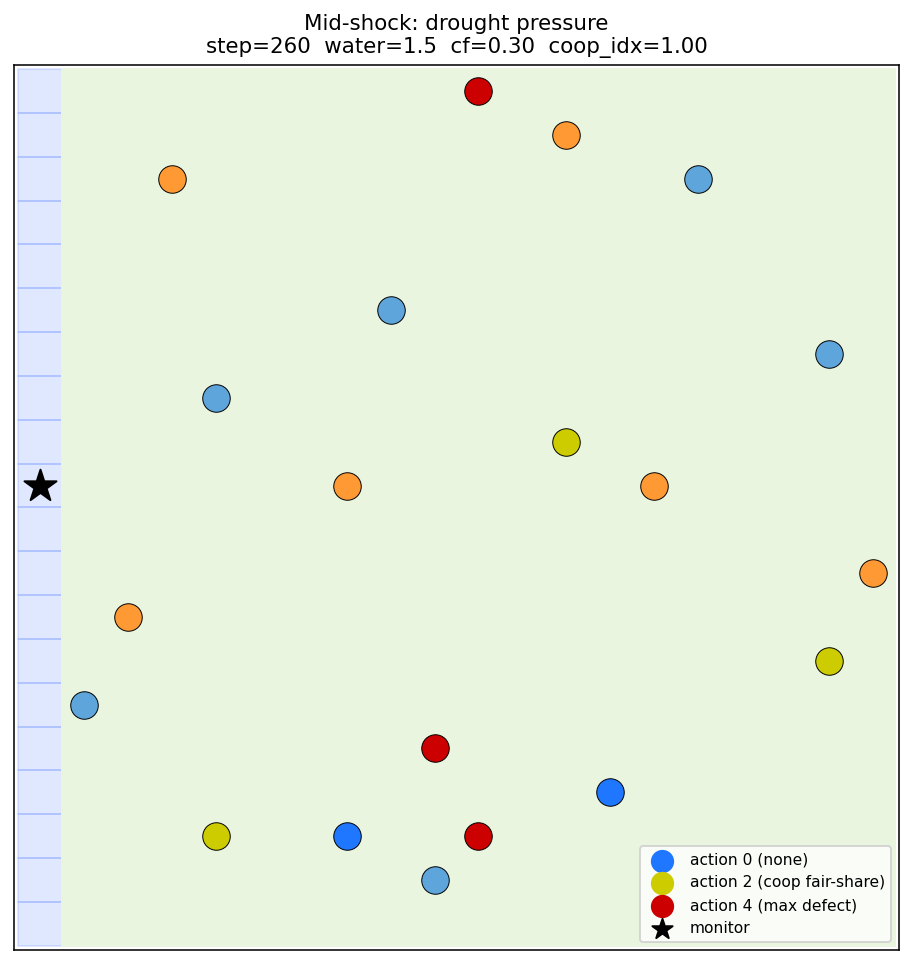 Mid-shock: drought pressure
step=260  water=1.5  cf=0.30  coop_idx=1.00
action 0 (none)
action 2 (coop fair-share)
action 4 (max defect)
monitor